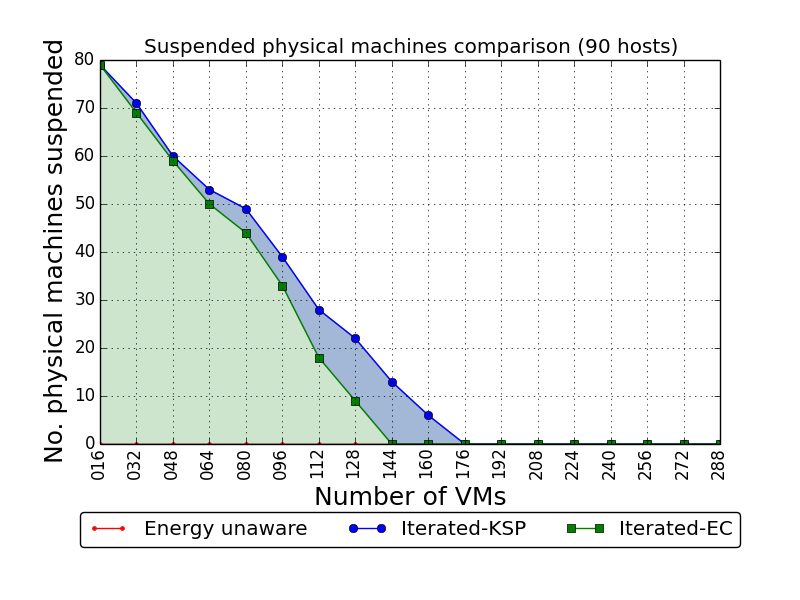 Suspended physical machines comparison (90 hosts)
No. physical machines suspended
80
70
60
50
40
30
20
10
0
016 032 048 064 080 096 112 128 144 160 176 192 208 224 240 256 272 288
Number of VMs
Energy unaware Iterated-KSP Iterated-EC